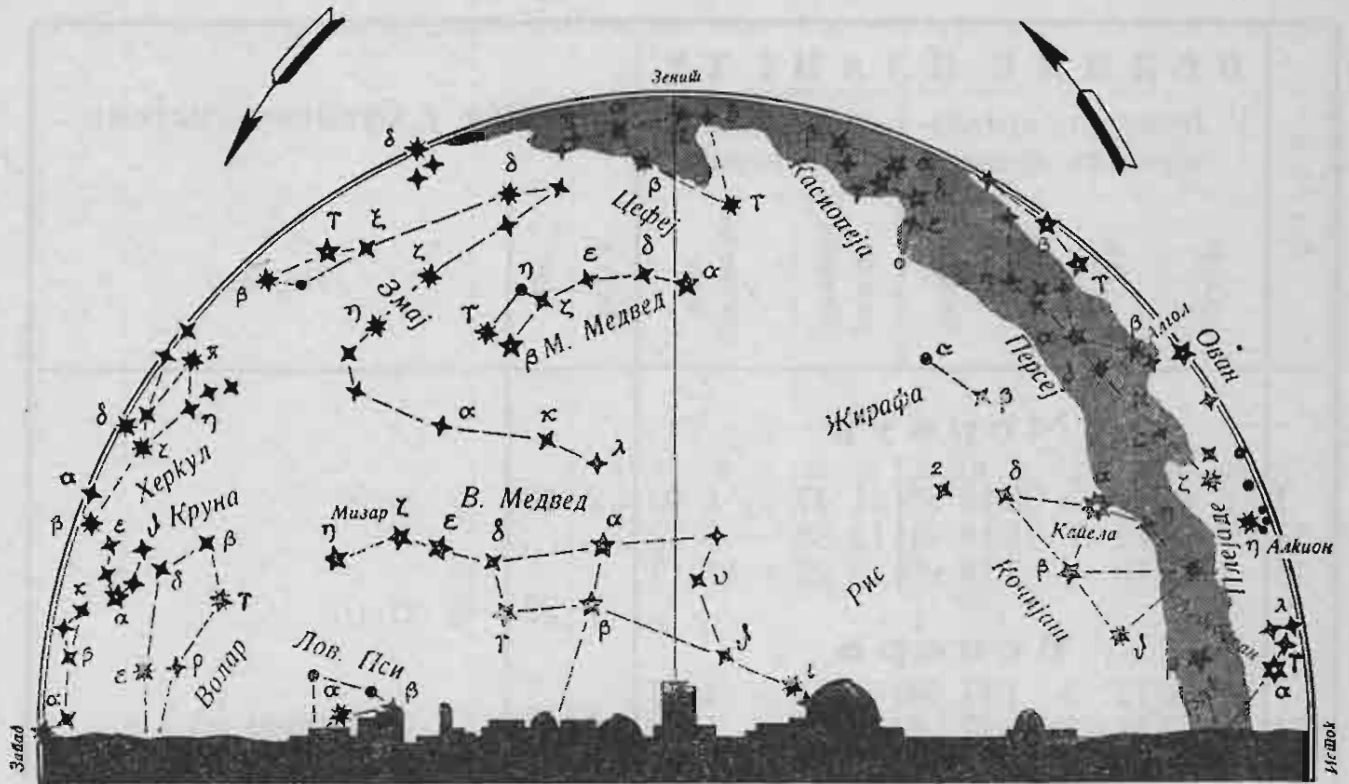 Зенит
δ
δ
β
γ
Цефеј
Касиопеја
γ ξ
ζ
Змај
β
η
η ζ ε δ α
γ
β М. Медвед
β
γ
Персеј
β Алгол
Ован
π
η
δ
ζ
α
Херкул
β
α κ λ
Жирафа
α
β
В. Медвед
Мизар
η ζ ε δ α
2 δ α
ζ
Капела
Плејаде
η Алкион
ε
δ Круна
β
δ
κ
α
γ
υ
Рис
β
Кочијаш
γ
β
λ
γ
α
β
ε
ρ
Волар
Лов. Пси
α
β
ι
α
Запад
Исток